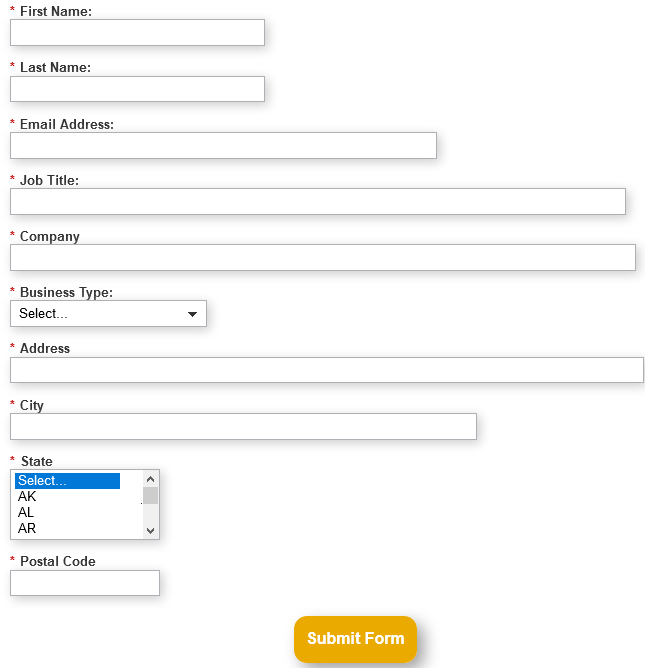 * First Name:
* Last Name:
* Email Address:
* Job Title:
* Company
* Business Type:
Select...
* Address
* City
* State
Select...
AK
AL
AR
* Postal Code
Submit Form